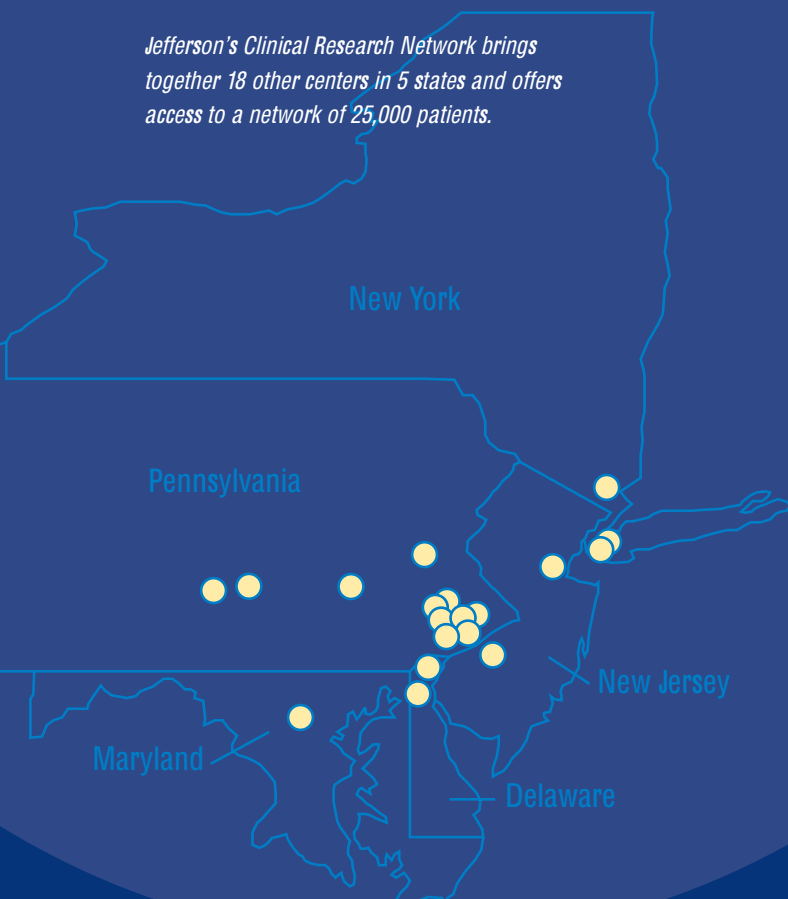 Jefferson's Clinical Research Network brings
together 18 other centers in 5 states and offers
access to a network of 25,000 patients.
New York
Pennsylvania
New Jersey
Maryland
Delaware